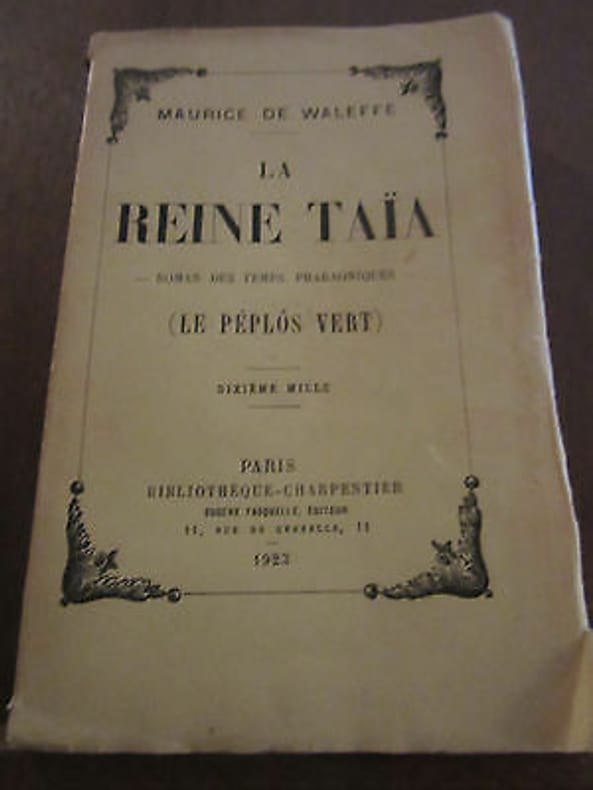 MAURICE DE WALEFFE
LA
REINE TAÏA
— ROMAN DES TEMPS PHARAONIQUES —
(LE PÉPLÓS VERT)
DIXIÈME MILLE
PARIS
BIBLIOTHÈQUE-CHARPENTIER
EUGÈNE FASQUELLE, ÉDITEUR
11, RUE DE GRENELLE, 11
1923